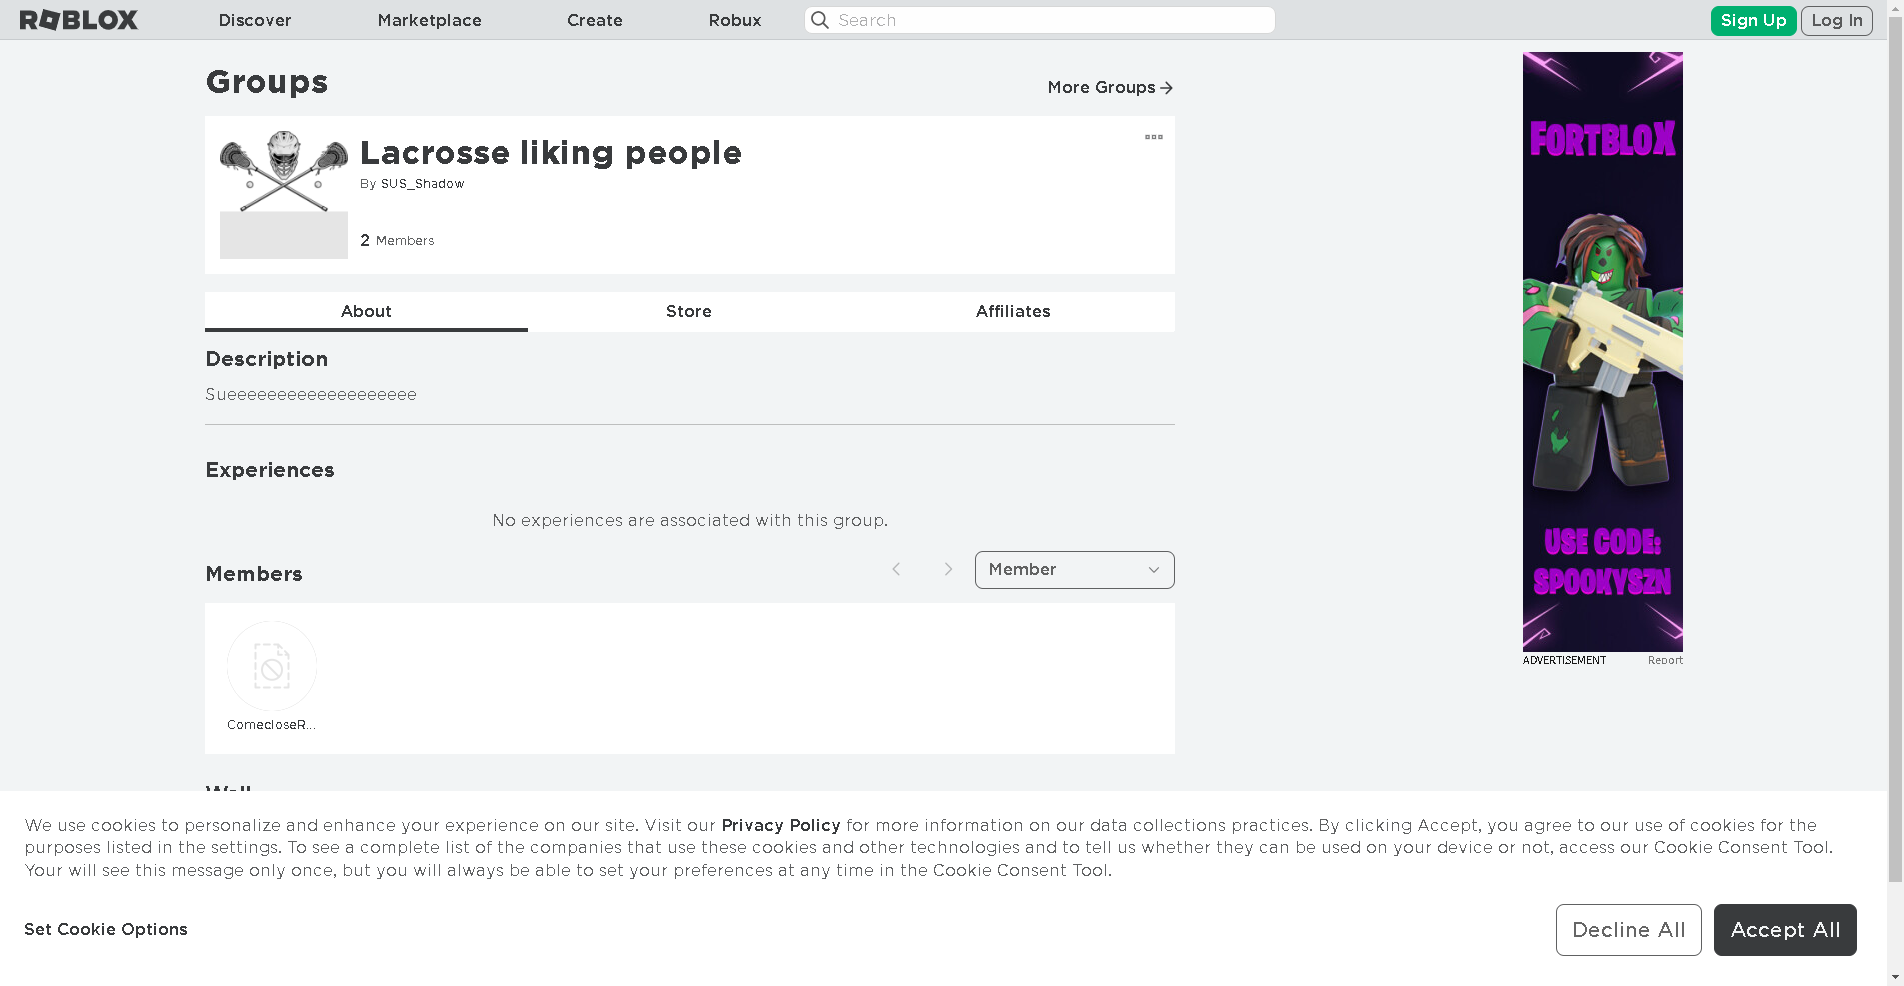 ROBLOX Discover Marketplace Create Robux Search Sign Up Log In
Groups
More Groups
Lacrosse liking people
By SUS_Shadow
2 Members
About Store Affiliates
Description
Sueeeeeeeeeeeeeeeeeee
Experiences
No experiences are associated with this group.
Members
Member
ComecloseR...
Wall
FORTBLOX
USE CODE:
SPOOKYSZN
ADVERTISEMENT Report
We use cookies to personalize and enhance your experience on our site. Visit our Privacy Policy for more information on our data collections practices. By clicking Accept, you agree to our use of cookies for the
purposes listed in the settings. To see a complete list of the companies that use these cookies and other technologies and to tell us whether they can be used on your device or not, access our Cookie Consent Tool.
Your will see this message only once, but you will always be able to set your preferences at any time in the Cookie Consent Tool.
Set Cookie Options
Decline All
Accept All